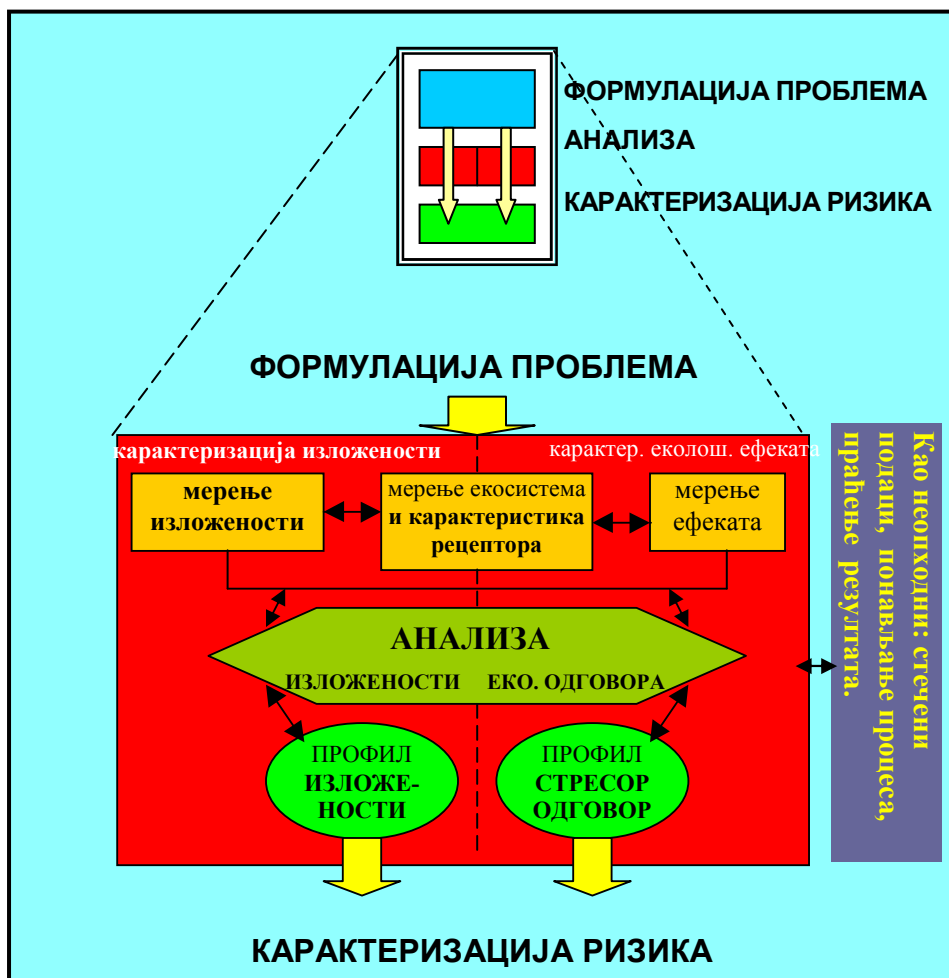 ФОРМУЛАЦИЈА ПРОБЛЕМА
АНАЛИЗА
КАРАКТЕРИЗАЦИЈА РИЗИКА
ФОРМУЛАЦИЈА ПРОБЛЕМА
карактеризација изложености
карактер. еколош. ефеката
мерење
изложености
мерење екосистема
и карактеристика
рецептора
мерење
ефеката
АНАЛИЗА
ИЗЛОЖЕНОСТИ ЕКО. ОДГОВОРА
ПРОФИЛ
ИЗЛОЖЕ-
НОСТИ
ПРОФИЛ
СТРЕСОР
ОДГОВОР
Као неопходни: стечени
подаци, понављање процеса,
праћење резултата.
КАРАКТЕРИЗАЦИЈА РИЗИКА